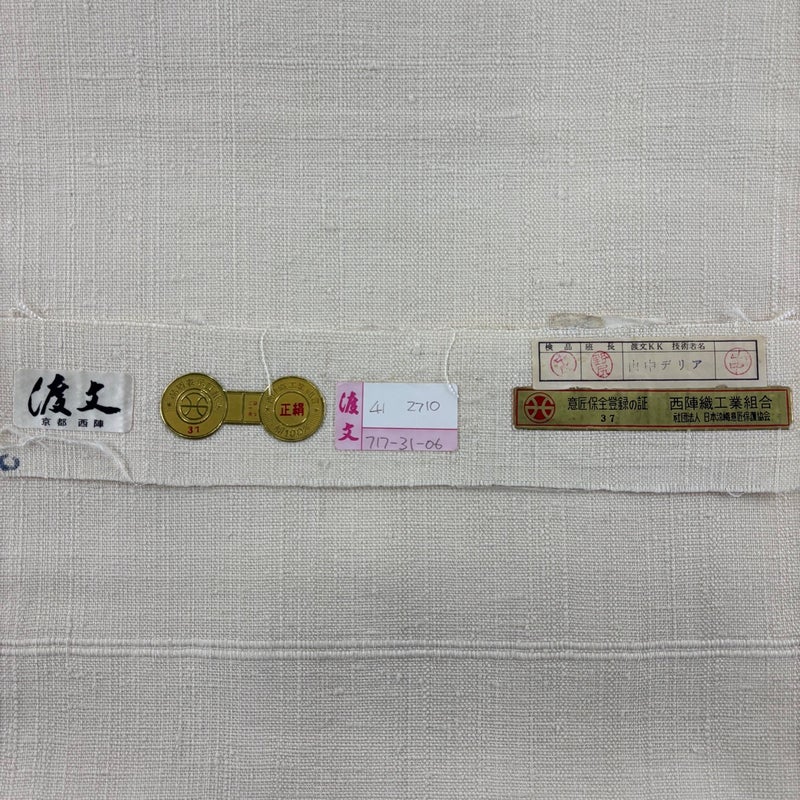 渡文
京都 西陣
37
正絹
渡文
41 2710
717-31-06
検品 班長 渡文KK 技術者名
デリア
意匠保全登録の証 西陣織工業組合
37